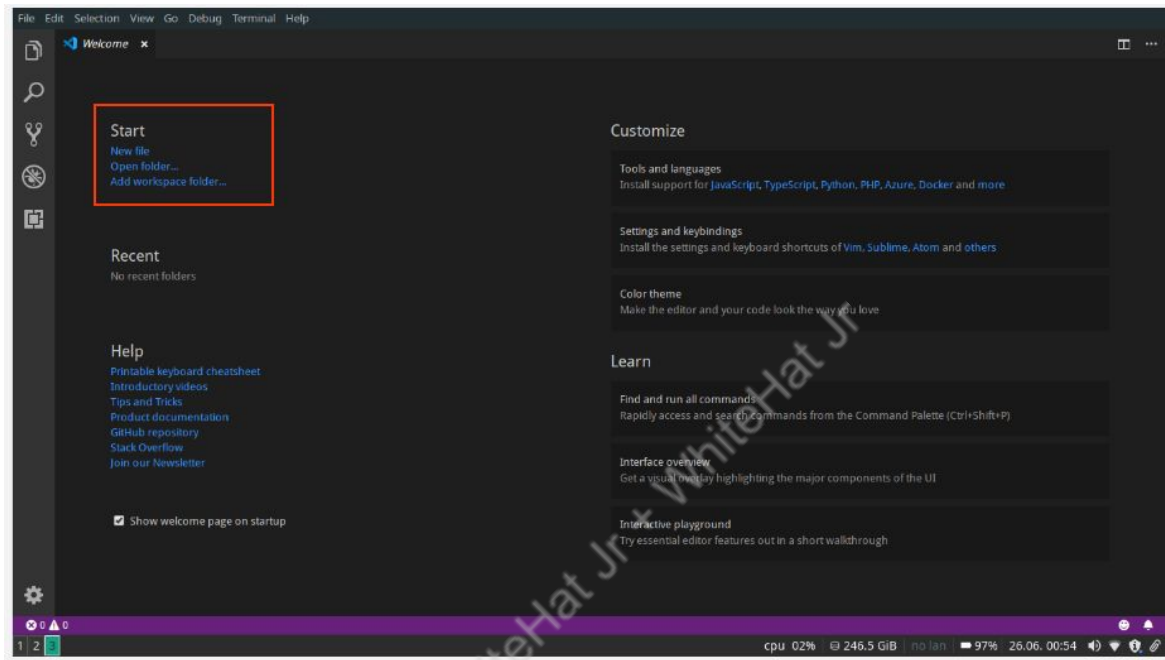 File Edit Selection View Go Debug Terminal Help
Welcome
Start
New file
Open folder...
Add workspace folder...
Recent
No recent folders
Help
Printable keyboard cheatsheet
Introductory videos
Tips and Tricks
Product documentation
GitHub repository
Stack Overflow
Join our Newsletter
Show welcome page on startup
Customize
Tools and languages
Install support for JavaScript, TypeScript, Python, PHP, Azure, Docker and more
Settings and keybindings
Install the settings and keyboard shortcuts of Vim, Sublime, Atom and others
Color theme
Make the editor and your code look the way you love
Learn
Find and run all commands
Rapidly access and search commands from the Command Palette (Ctrl+Shift+P)
Interface overview
Get a visual overlay highlighting the major components of the UI
Interactive playground
Try essential editor features out in a short walkthrough
WhiteHat Jr + WhiteHat Jr
0 0
1 2 3 cpu 02% 246.5 GiB no lan 97% 26.06. 00:54